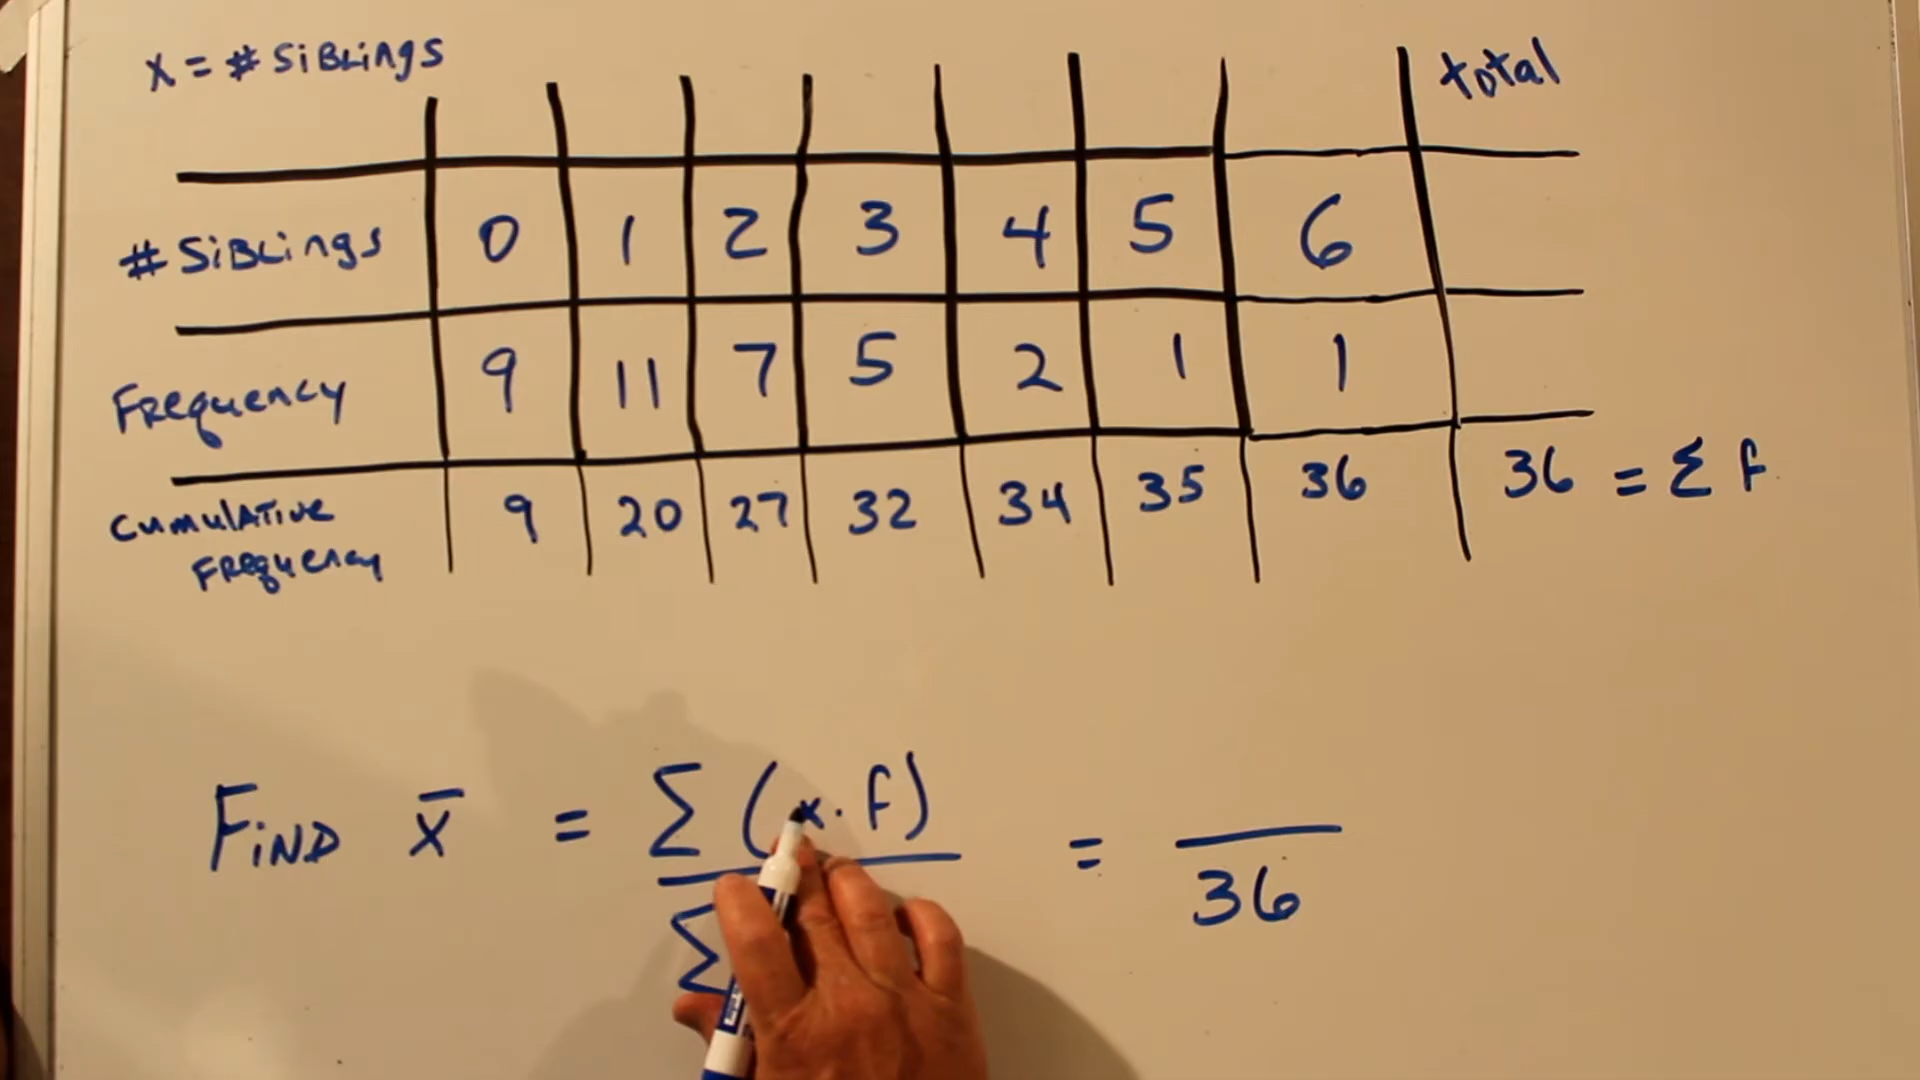 x = # SIBLINGS
total
# SIBLINGS 0 1 2 3 4 5 6
FREQUENCY 9 11 7 5 2 1 1
CUMULATIVE FREQUENCY 9 20 27 32 34 35 36 36 = Σ f
FIND x̄ = Σ (x · f) =
Σ 36